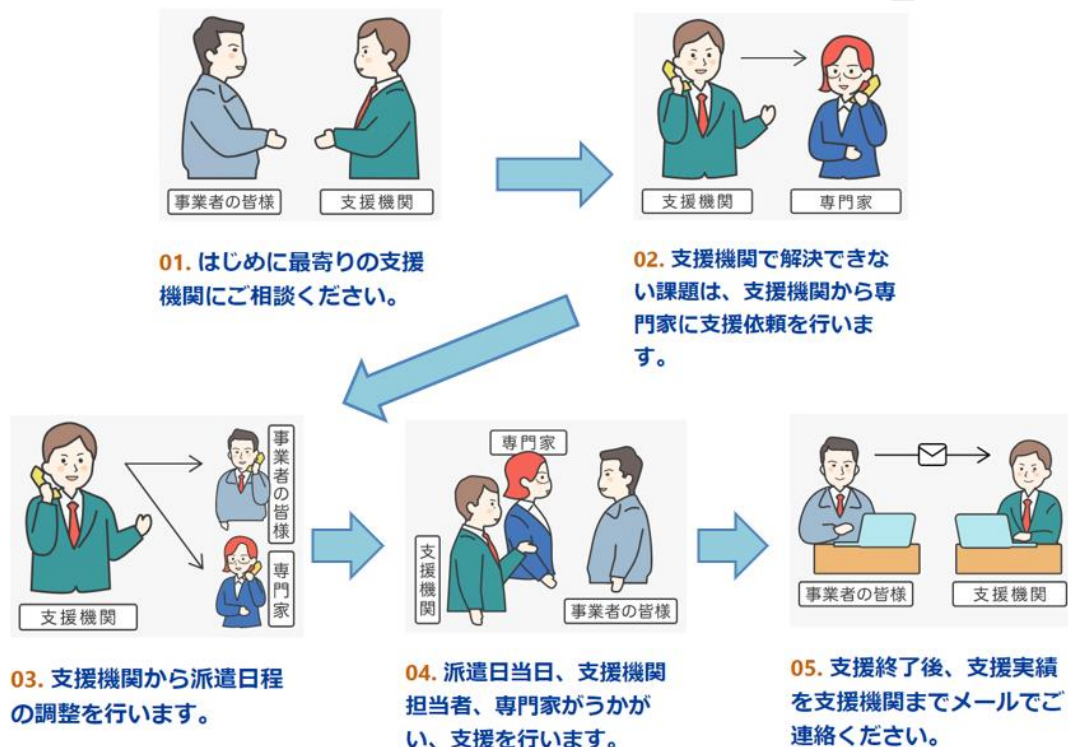 事業者の皆様
支援機関
01. はじめに最寄りの支援
機関にご相談ください。
支援機関
専門家
02. 支援機関で解決できな
い課題は、支援機関から専
門家に支援依頼を行いま
す。
支援機関
事業者の皆様
専門家
03. 支援機関から派遣日程
の調整を行います。
専門家
支援機関
事業者の皆様
04. 派遣日当日、支援機関
担当者、専門家がうかが
い、支援を行います。
事業者の皆様
支援機関
05. 支援終了後、支援実績
を支援機関までメールでご
連絡ください。